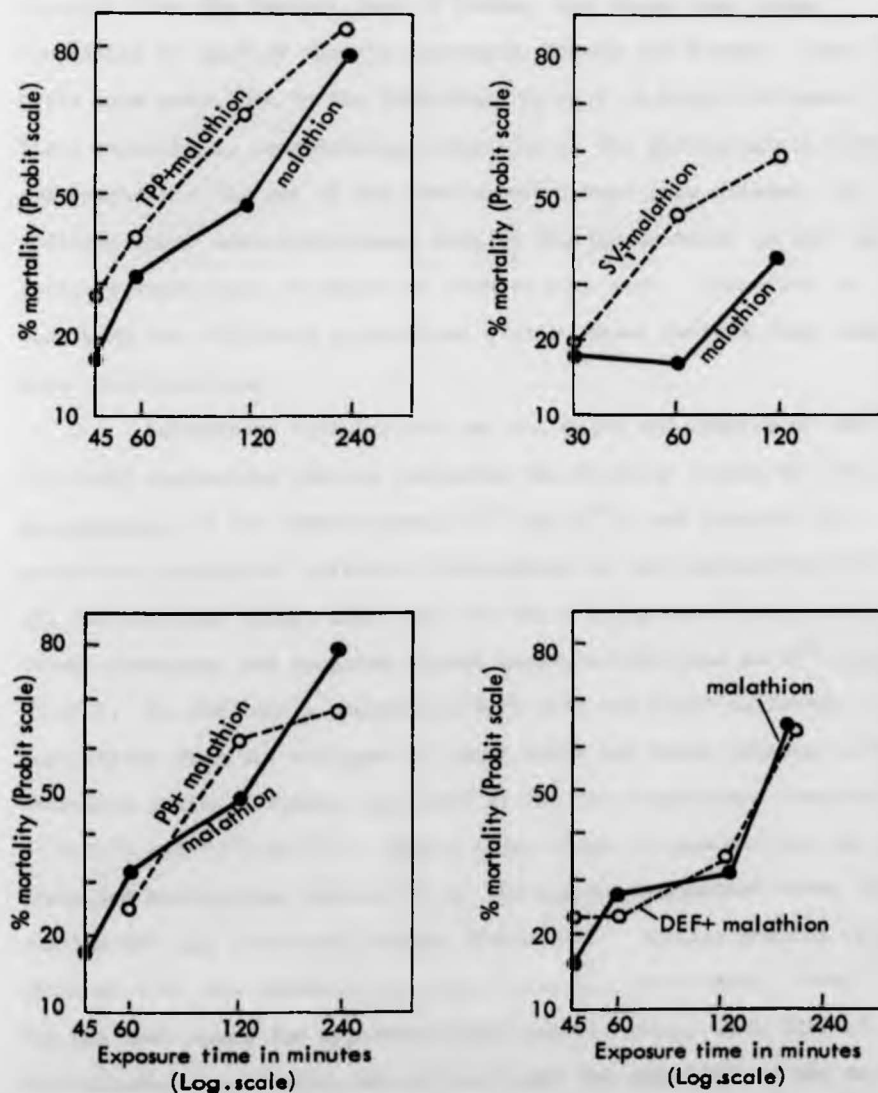 % mortality (Probit scale)
80
50
20
10
TPP+malathion
malathion
45 60 120 240
% mortality (Probit scale)
80
50
20
10
SV₁+malathion
malathion
30 60 120
% mortality (Probit scale)
80
50
20
10
PB+ malathion
malathion
45 60 120 240
Exposure time in minutes
(Log.scale)
% mortality (Probit scale)
80
50
20
10
malathion
DEF+ malathion
45 60 120 240
Exposure time in minutes
(Log.scale)